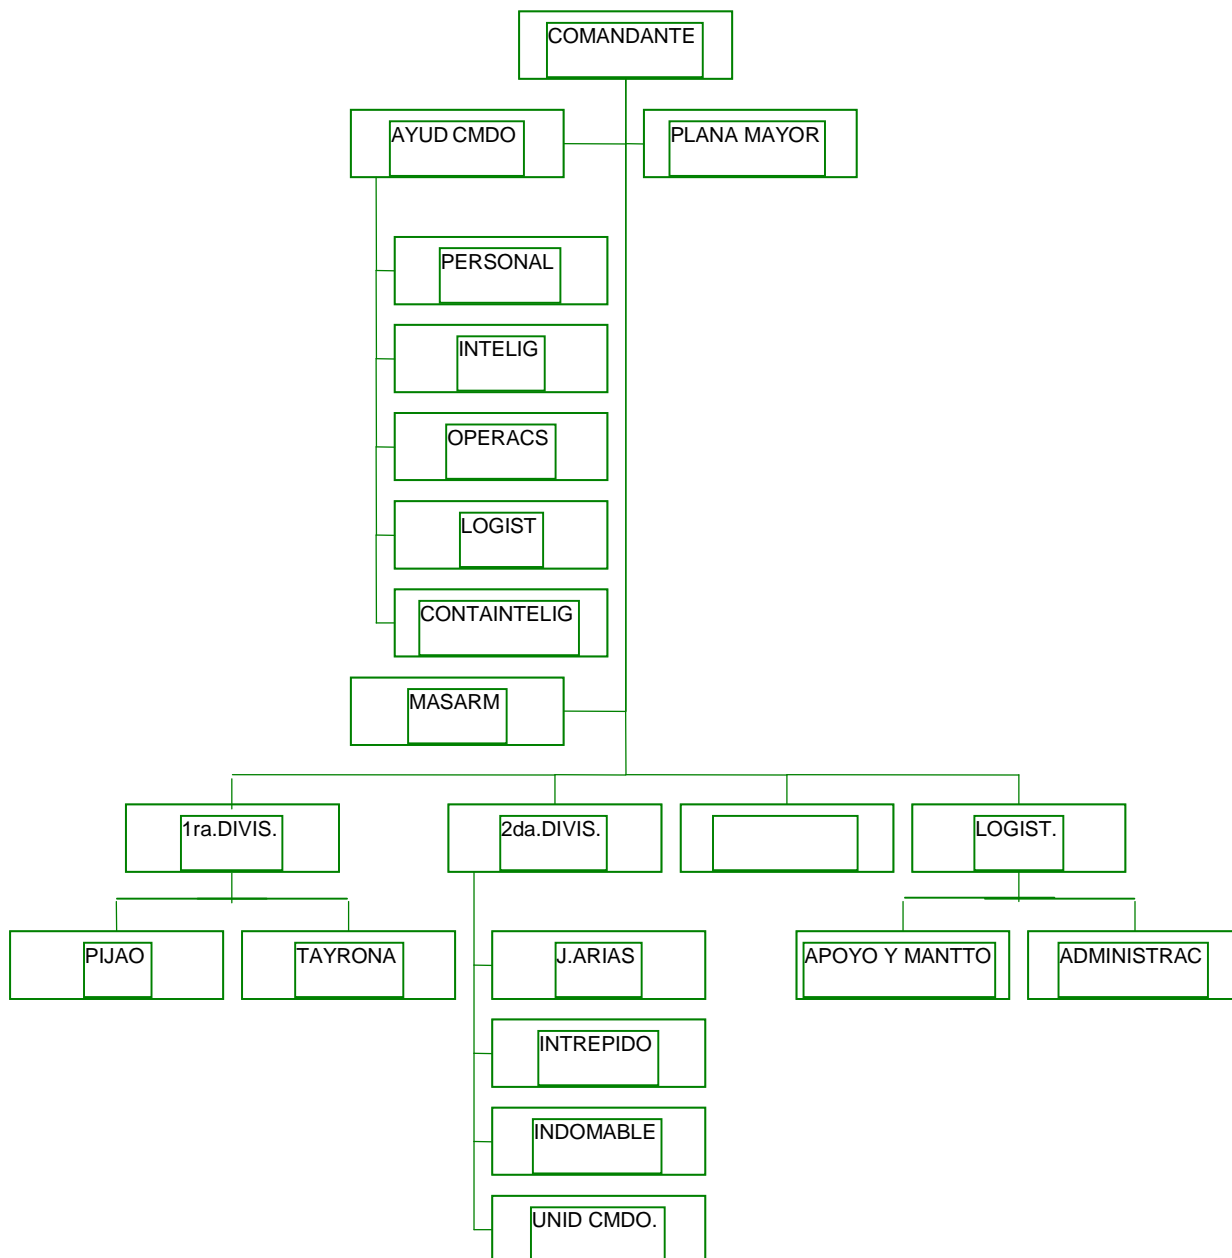 COMANDANTE
AYUD CMDO
PLANA MAYOR
PERSONAL
INTELIG
OPERACS
LOGIST
CONTAINTELIG
MASARM
1ra.DIVIS.
2da.DIVIS.
LOGIST.
PIJAO
TAYRONA
J.ARIAS
APOYO Y MANTTO
ADMINISTRAC
INTREPIDO
INDOMABLE
UNID CMDO.